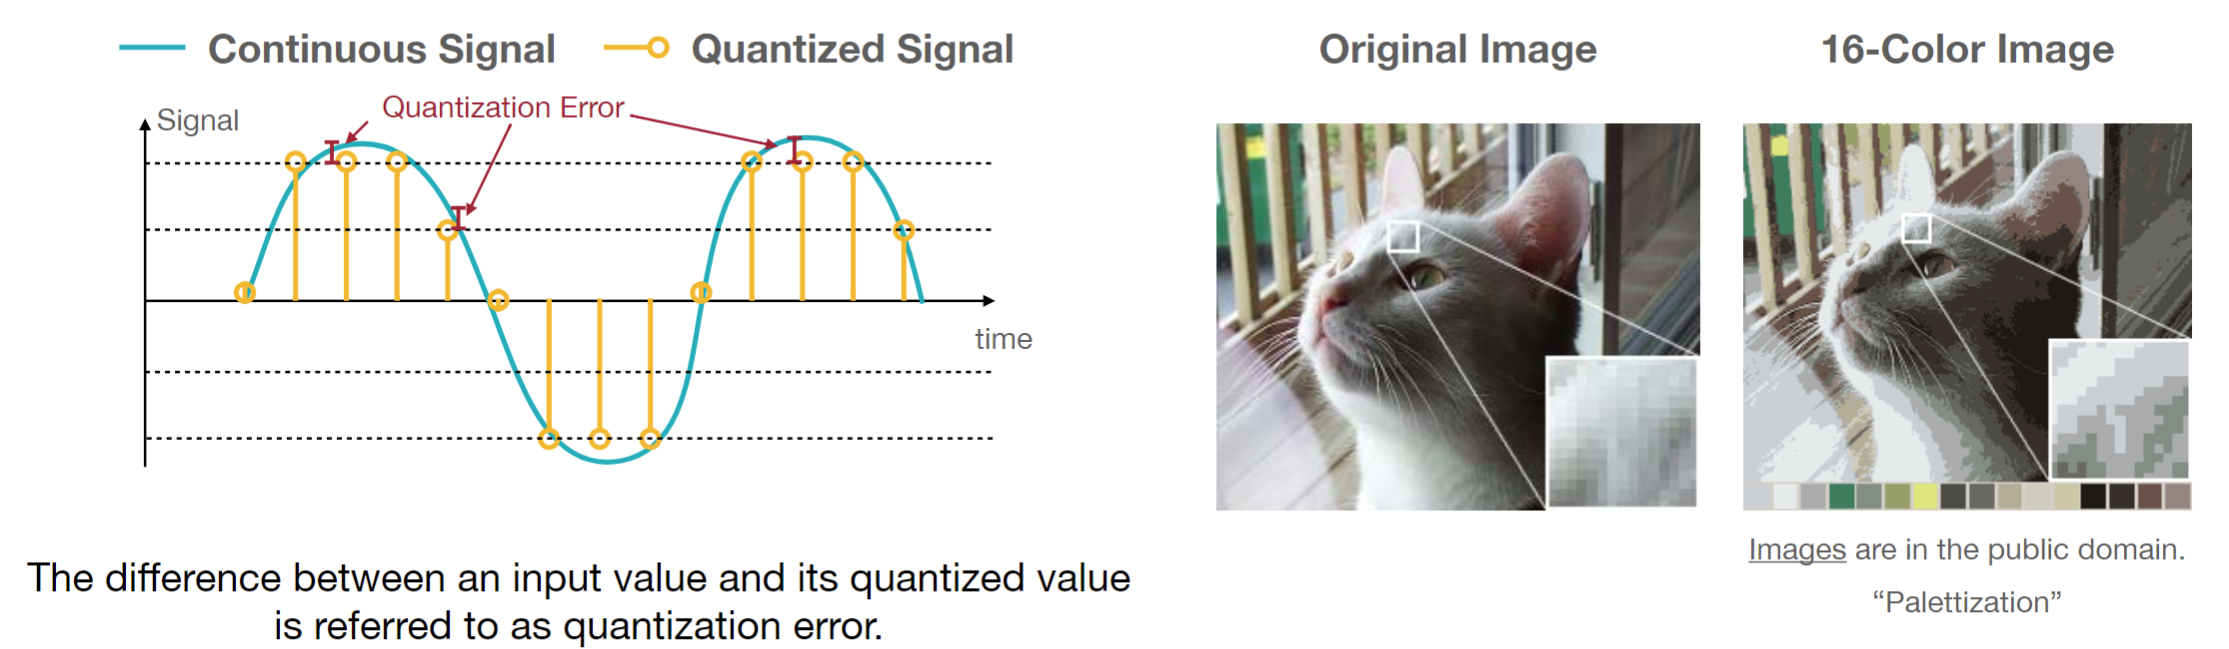 Continuous Signal
Quantized Signal
Original Image
16-Color Image
Quantization Error
Signal
time
The difference between an input value and its quantized value
is referred to as quantization error.
Images are in the public domain.
“Palettization”